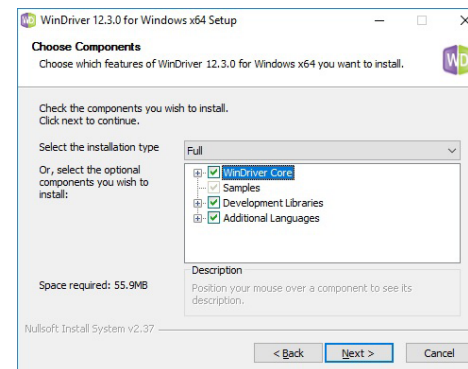 WinDriver 12.3.0 for Windows x64 Setup
Choose Components
Choose which features of WinDriver 12.3.0 for Windows x64 you want to install.
WD
Check the components you wish to install.
Click next to continue.
Select the installation type
Full
Or, select the optional
components you wish to
install:
WinDriver Core
Samples
Development Libraries
Additional Languages
Space required: 55.9MB
Description
Position your mouse over a component to see its
description.
Nullsoft Install System v2.37
< Back
Next >
Cancel